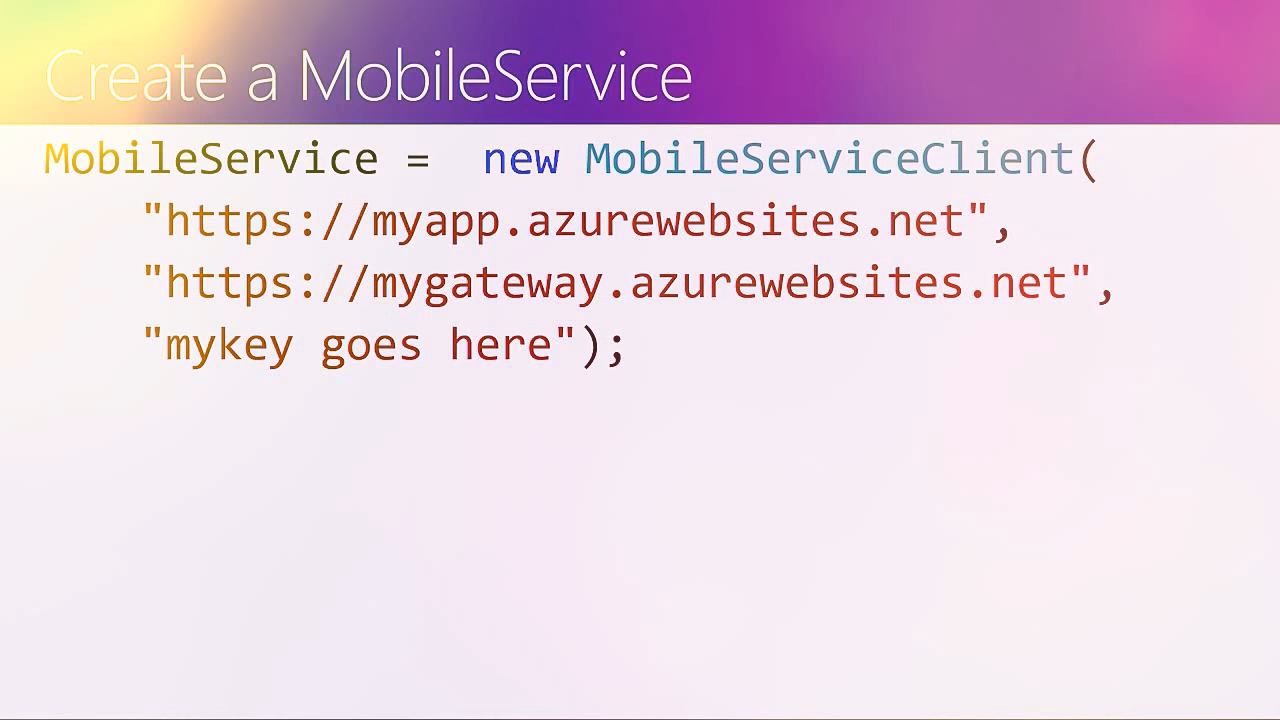 Create a MobileService
MobileService =  new MobileServiceClient(
"https://myapp.azurewebsites.net",
"https://mygateway.azurewebsites.net",
"mykey goes here");